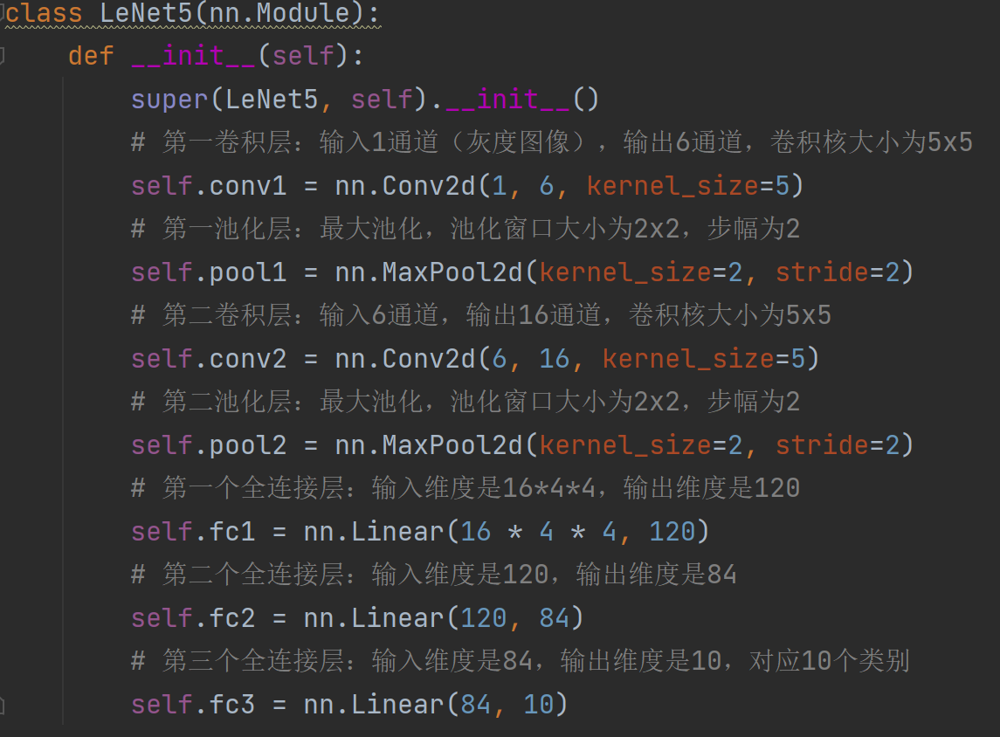 class LeNet5(nn.Module):
    def __init__(self):
        super(LeNet5, self).__init__()
        # 第一卷积层：输入1通道（灰度图像），输出6通道，卷积核大小为5x5
        self.conv1 = nn.Conv2d(1, 6, kernel_size=5)
        # 第一池化层：最大池化，池化窗口大小为2x2，步幅为2
        self.pool1 = nn.MaxPool2d(kernel_size=2, stride=2)
        # 第二卷积层：输入6通道，输出16通道，卷积核大小为5x5
        self.conv2 = nn.Conv2d(6, 16, kernel_size=5)
        # 第二池化层：最大池化，池化窗口大小为2x2，步幅为2
        self.pool2 = nn.MaxPool2d(kernel_size=2, stride=2)
        # 第一个全连接层：输入维度是16*4*4，输出维度是120
        self.fc1 = nn.Linear(16 * 4 * 4, 120)
        # 第二个全连接层：输入维度是120，输出维度是84
        self.fc2 = nn.Linear(120, 84)
        # 第三个全连接层：输入维度是84，输出维度是10，对应10个类别
        self.fc3 = nn.Linear(84, 10)